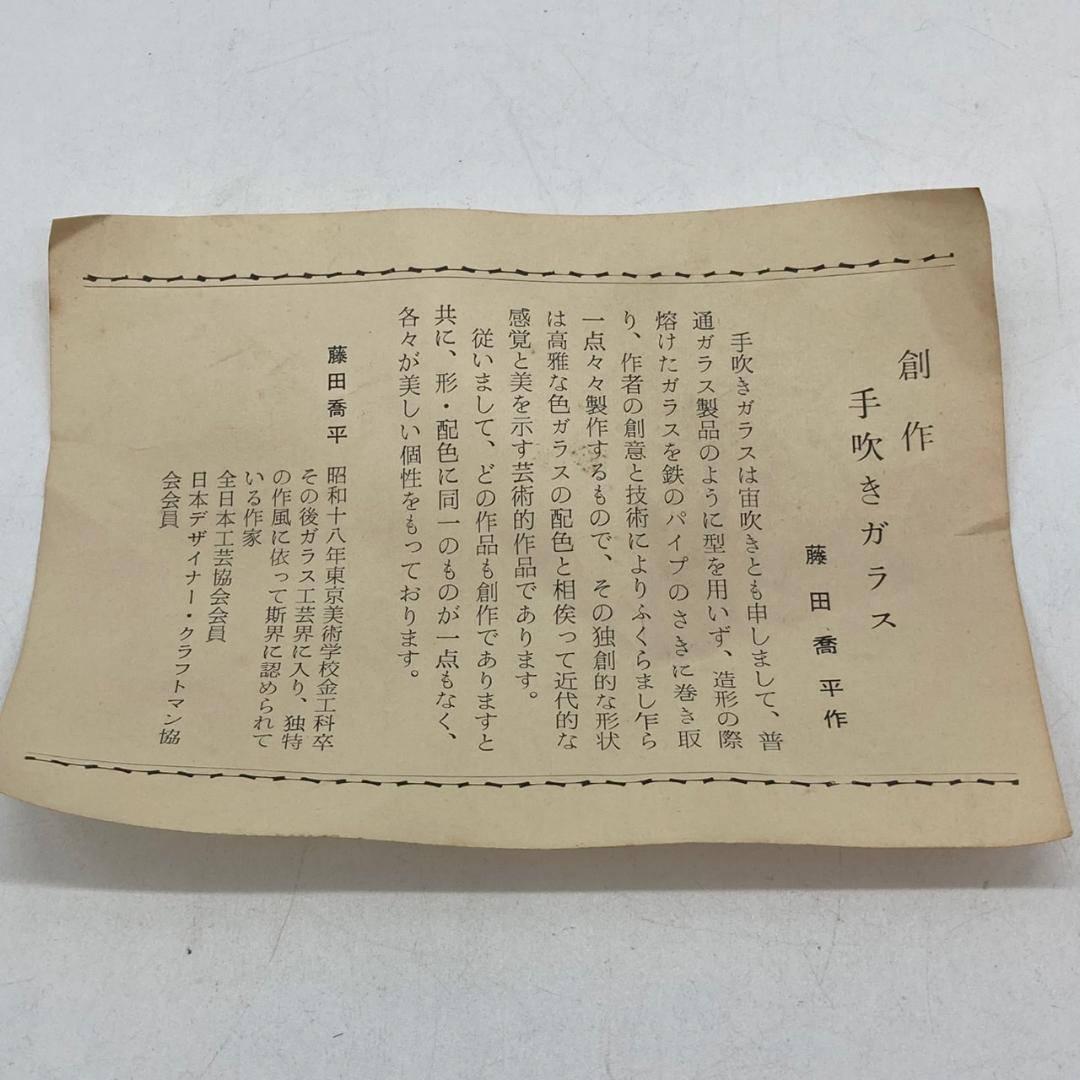 創作
手吹きガラス
藤田喬平作
手吹きガラスは宙吹きとも申しまして、普
通ガラス製品のように型を用いず、造形の際
熔けたガラスを鉄のパイプのさきに巻き取
り、作者の創意と技術によりふくらまし乍ら
一点々々製作するもので、その独創的な形状
は高雅な色ガラスの配色と相俟って近代的な
感覚と美を示す芸術的作品であります。
従いまして、どの作品も創作でありますと
共に、形・配色に同一のものが一点もなく、
各々が美しい個性をもっております。
藤田喬平
昭和十八年東京美術学校金工科卒
その後ガラス工芸界に入り、独特
の作風に依って斯界に認められて
いる作家
全日本工芸協会会員
日本デザイナー・クラフトマン協
会会員